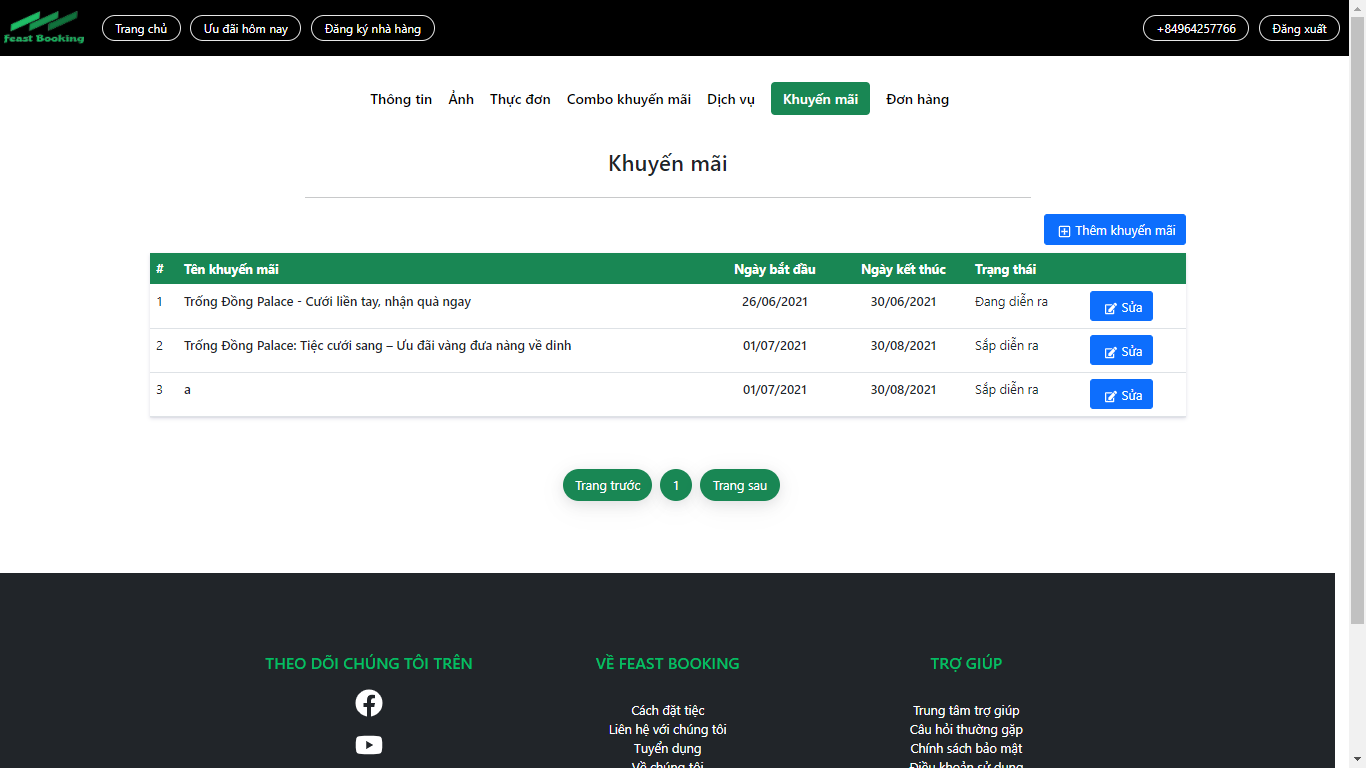 Feast Booking
Trang chủ Ưu đãi hôm nay Đăng ký nhà hàng +84964257766 Đăng xuất
Thông tin Ảnh Thực đơn Combo khuyến mãi Dịch vụ Khuyến mãi Đơn hàng
Khuyến mãi
Thêm khuyến mãi
# Tên khuyến mãi Ngày bắt đầu Ngày kết thúc Trạng thái
1 Trống Đồng Palace - Cưới liền tay, nhận quà ngay 26/06/2021 30/06/2021 Đang diễn ra Sửa
2 Trống Đồng Palace: Tiệc cưới sang – Ưu đãi vàng đưa nàng về dinh 01/07/2021 30/08/2021 Sắp diễn ra Sửa
3 a 01/07/2021 30/08/2021 Sắp diễn ra Sửa
Trang trước 1 Trang sau
THEO DÕI CHÚNG TÔI TRÊN VỀ FEAST BOOKING TRỢ GIÚP
Cách đặt tiệc Trung tâm trợ giúp
Liên hệ với chúng tôi Câu hỏi thường gặp
Tuyển dụng Chính sách bảo mật
Về chúng tôi Điều khoản sử dụng